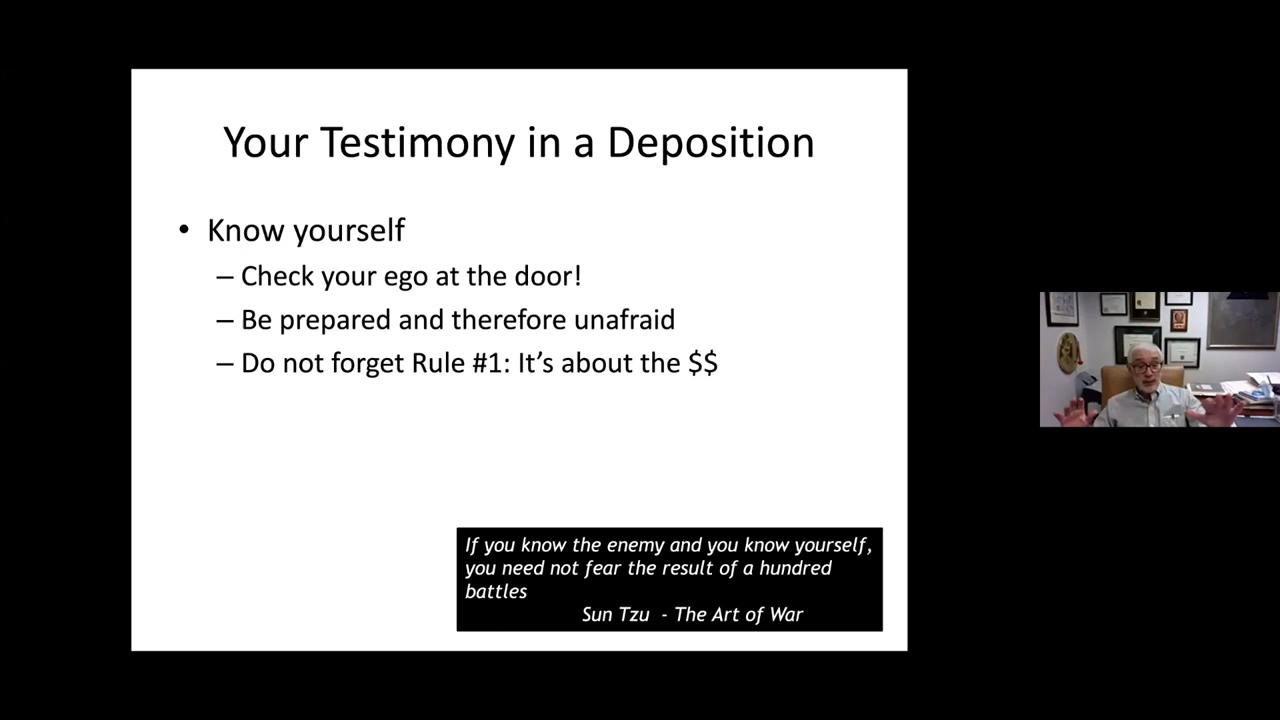 Your Testimony in a Deposition
• Know yourself
– Check your ego at the door!
– Be prepared and therefore unafraid
– Do not forget Rule #1: It’s about the $$
If you know the enemy and you know yourself,
you need not fear the result of a hundred
battles
Sun Tzu - The Art of War